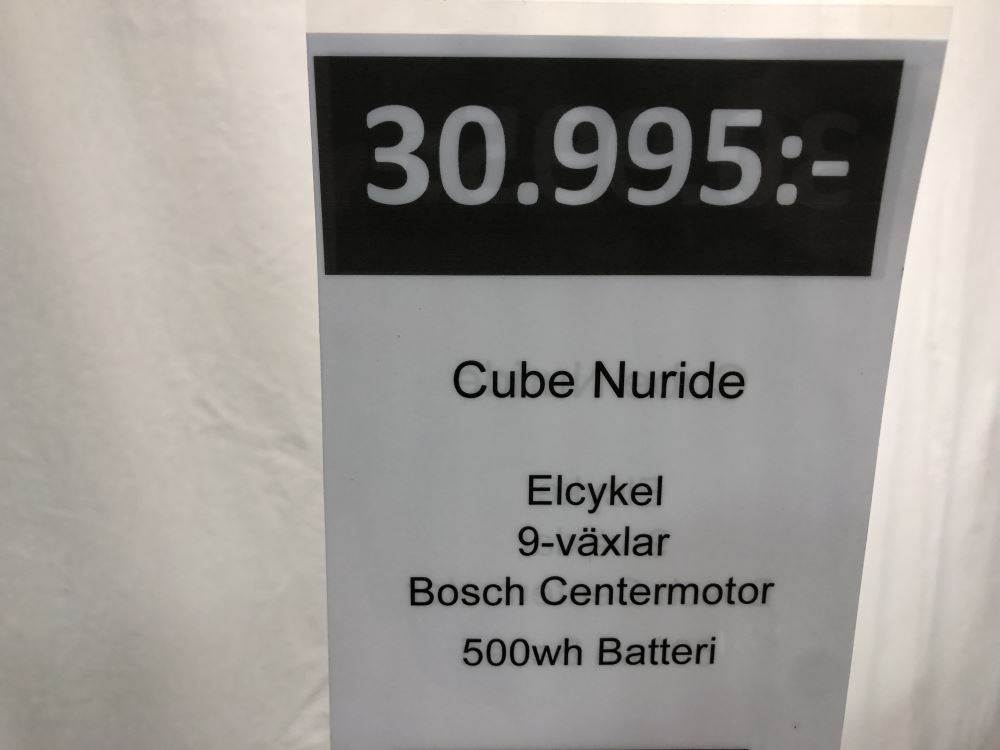 30.995:-
Cube Nuride
Elcykel
9-växlar
Bosch Centermotor
500wh Batteri